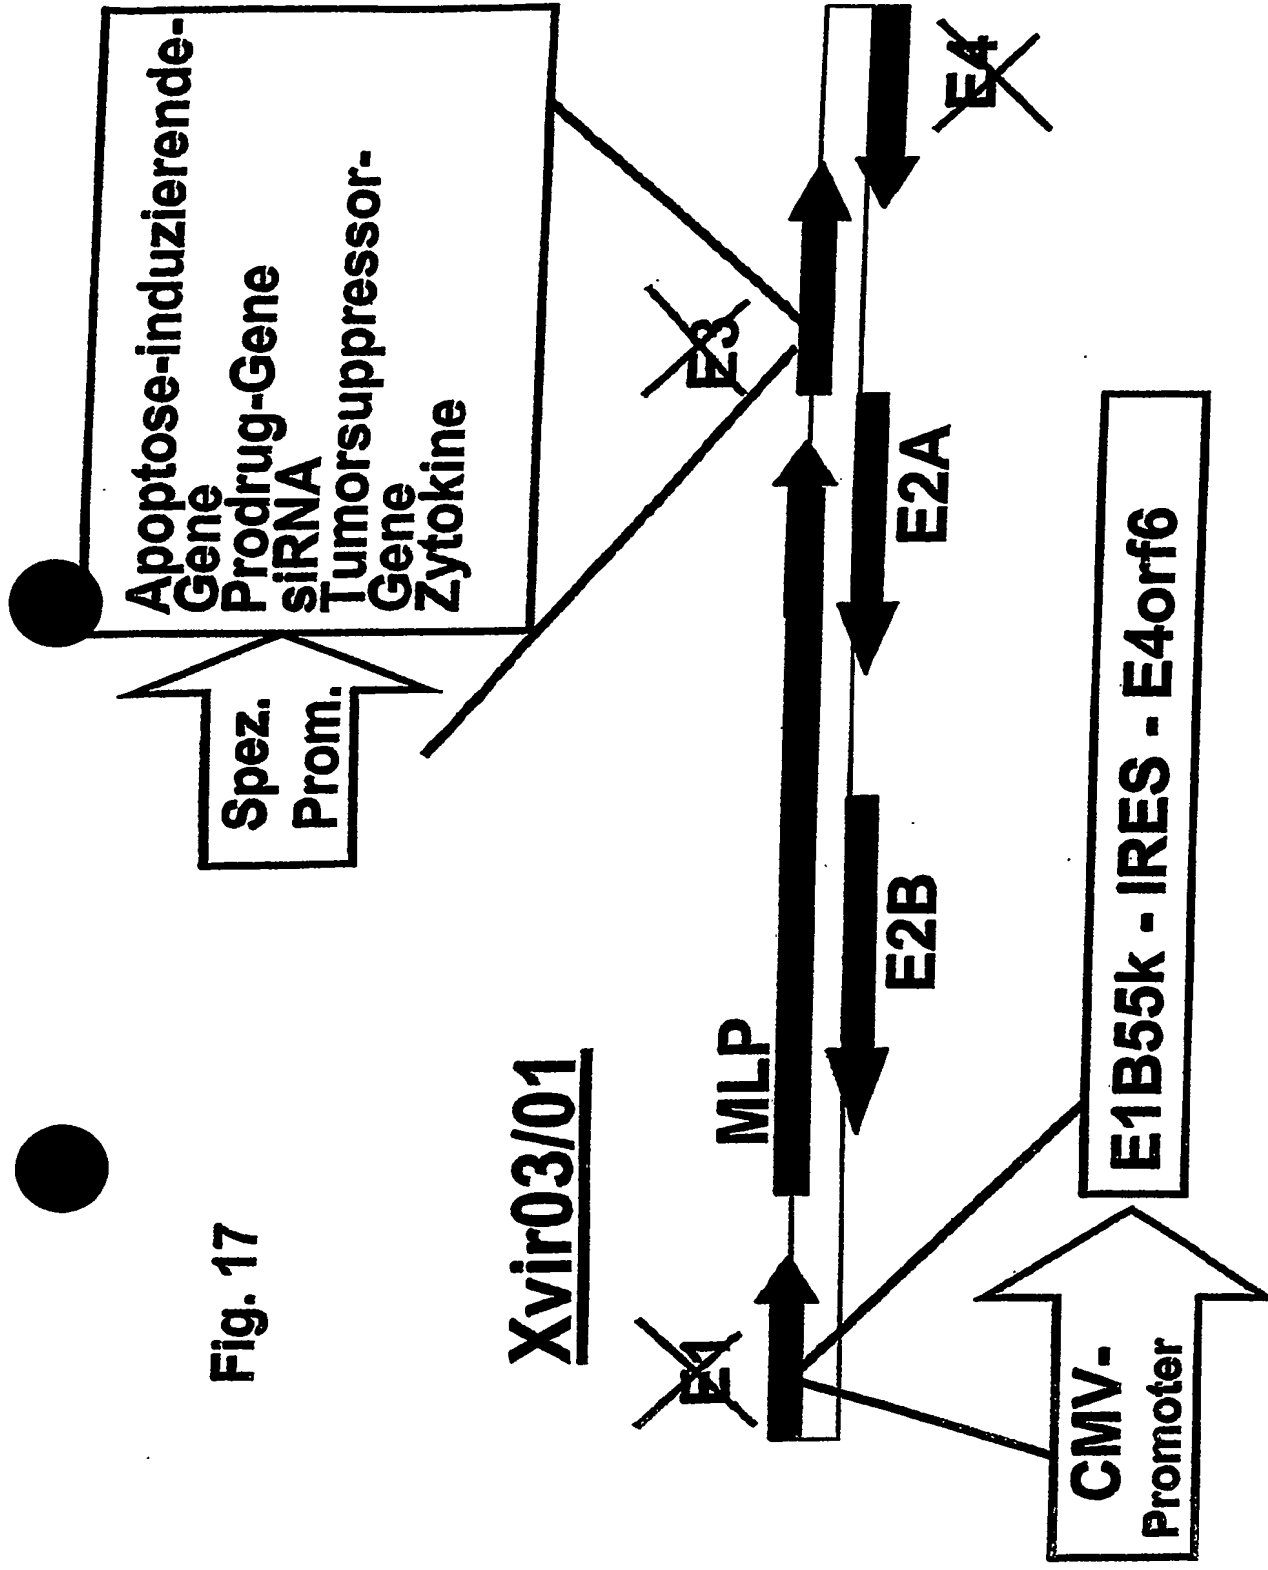 Fig. 17
Xvir03/01
Spez.
Prom.
Apoptose-induzierende-
Gene
Prodrug-Gene
siRNA
Tumorsuppressor-
Gene
Zytokine
E1
MLP
E3
E2B
E2A
E4
CMV-
Promoter
E1B55k - IRES - E4orf6